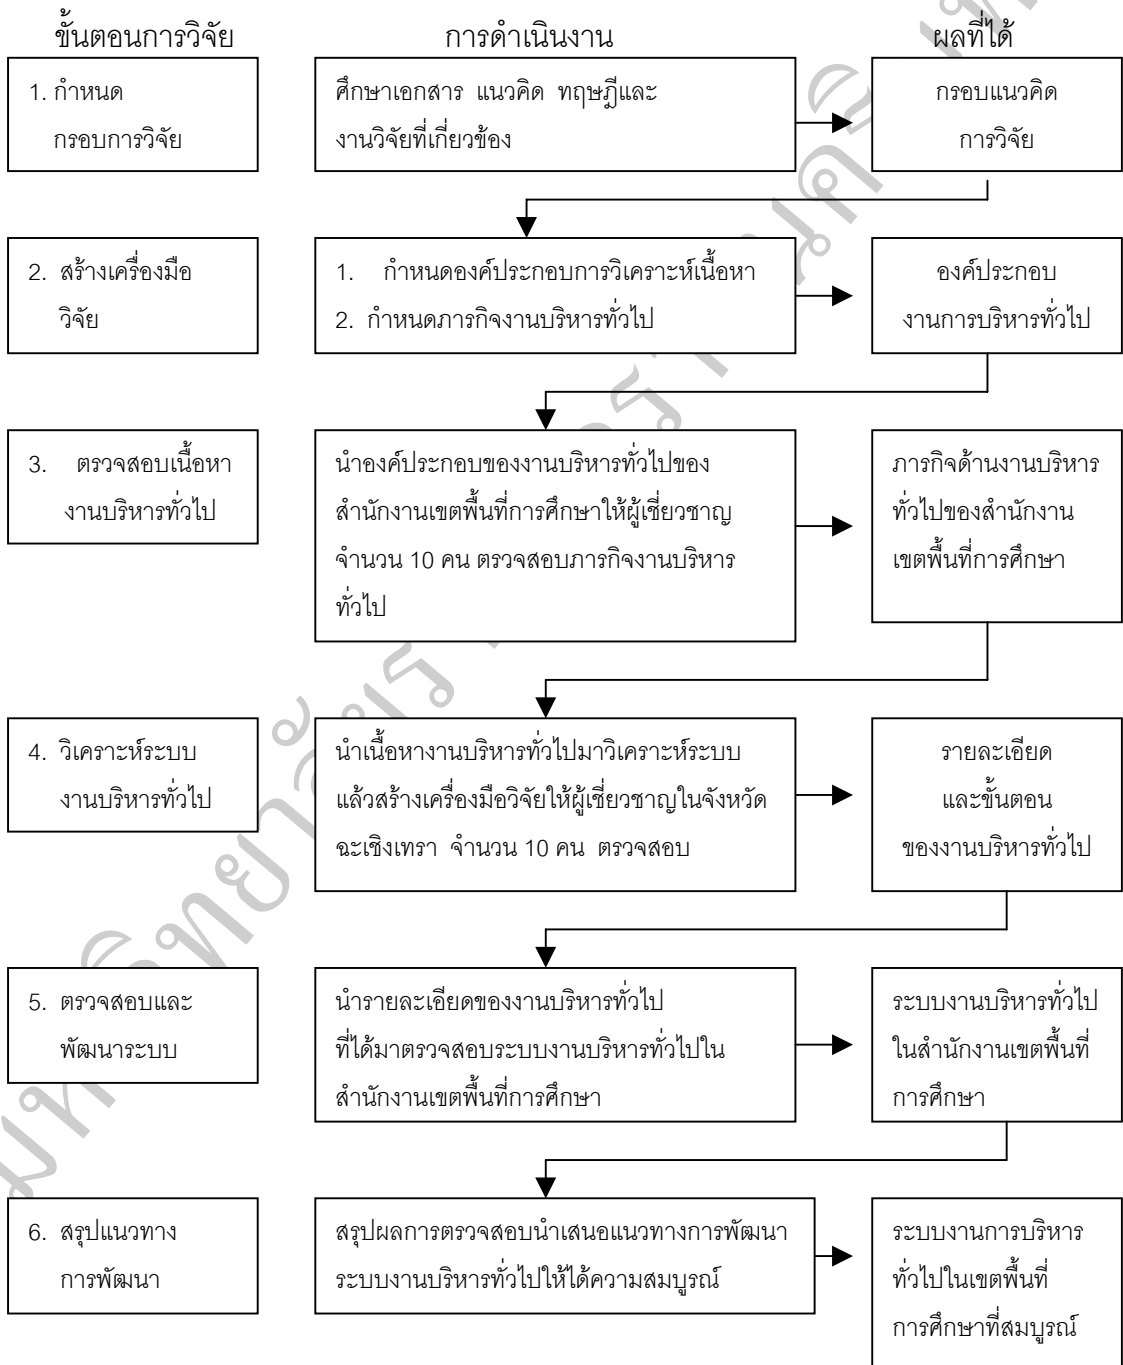 ขั้นตอนการวิจัย การดำเนินงาน ผลที่ได้
1. กำหนด
กรอบการวิจัย
ศึกษาเอกสาร แนวคิด ทฤษฎีและ
งานวิจัยที่เกี่ยวข้อง
กรอบแนวคิด
การวิจัย
2. สร้างเครื่องมือ
วิจัย
1. กำหนดองค์ประกอบการวิเคราะห์เนื้อหา
2. กำหนดภารกิจงานบริหารทั่วไป
องค์ประกอบ
งานการบริหารทั่วไป
3. ตรวจสอบเนื้อหา
งานบริหารทั่วไป
นำองค์ประกอบของงานบริหารทั่วไปของ
สำนักงานเขตพื้นที่การศึกษาให้ผู้เชี่ยวชาญ
จำนวน 10 คน ตรวจสอบภารกิจงานบริหาร
ทั่วไป
ภารกิจด้านงานบริหาร
ทั่วไปของสำนักงาน
เขตพื้นที่การศึกษา
4. วิเคราะห์ระบบ
งานบริหารทั่วไป
นำเนื้อหางานบริหารทั่วไปมาวิเคราะห์ระบบ
แล้วสร้างเครื่องมือวิจัยให้ผู้เชี่ยวชาญในจังหวัด
ฉะเชิงเทรา จำนวน 10 คน ตรวจสอบ
รายละเอียด
และขั้นตอน
ของงานบริหารทั่วไป
5. ตรวจสอบและ
พัฒนาระบบ
นำรายละเอียดของงานบริหารทั่วไป
ที่ได้มาตรวจสอบระบบงานบริหารทั่วไปใน
สำนักงานเขตพื้นที่การศึกษา
ระบบงานบริหารทั่วไป
ในสำนักงานเขตพื้นที่
การศึกษา
6. สรุปแนวทาง
การพัฒนา
สรุปผลการตรวจสอบนำเสนอแนวทางการพัฒนา
ระบบงานบริหารทั่วไปให้ได้ความสมบูรณ์
ระบบงานการบริหาร
ทั่วไปในเขตพื้นที่
การศึกษาที่สมบูรณ์